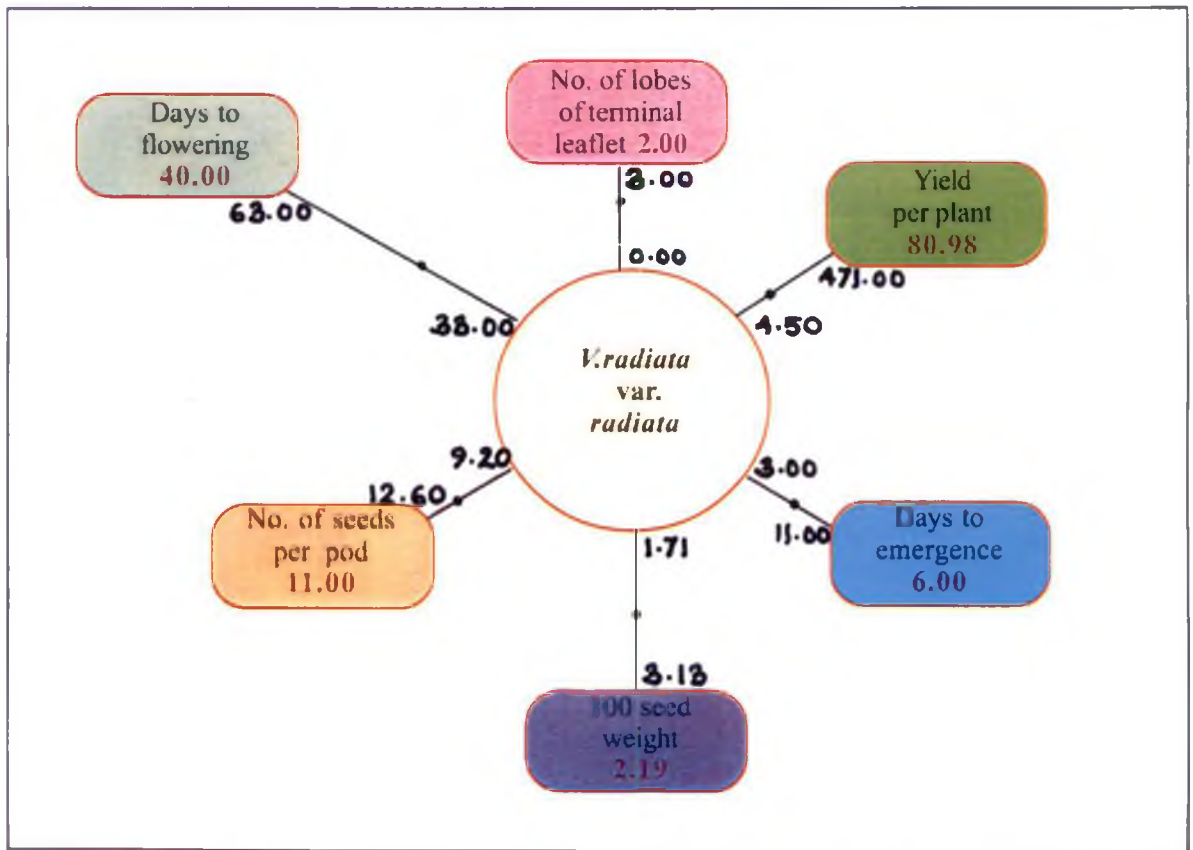 No. of lobes
of terminal
leaflet 2.00
3.00
0.00
Days to
flowering
40.00
63.00
33.00
Yield
per plant
80.98
471.00
4.50
V.radiata
var.
radiata
9.20
12.60
No. of seeds
per pod
11.00
3.00
11.00
Days to
emergence
6.00
1.71
3.13
100 seed
weight
2.19